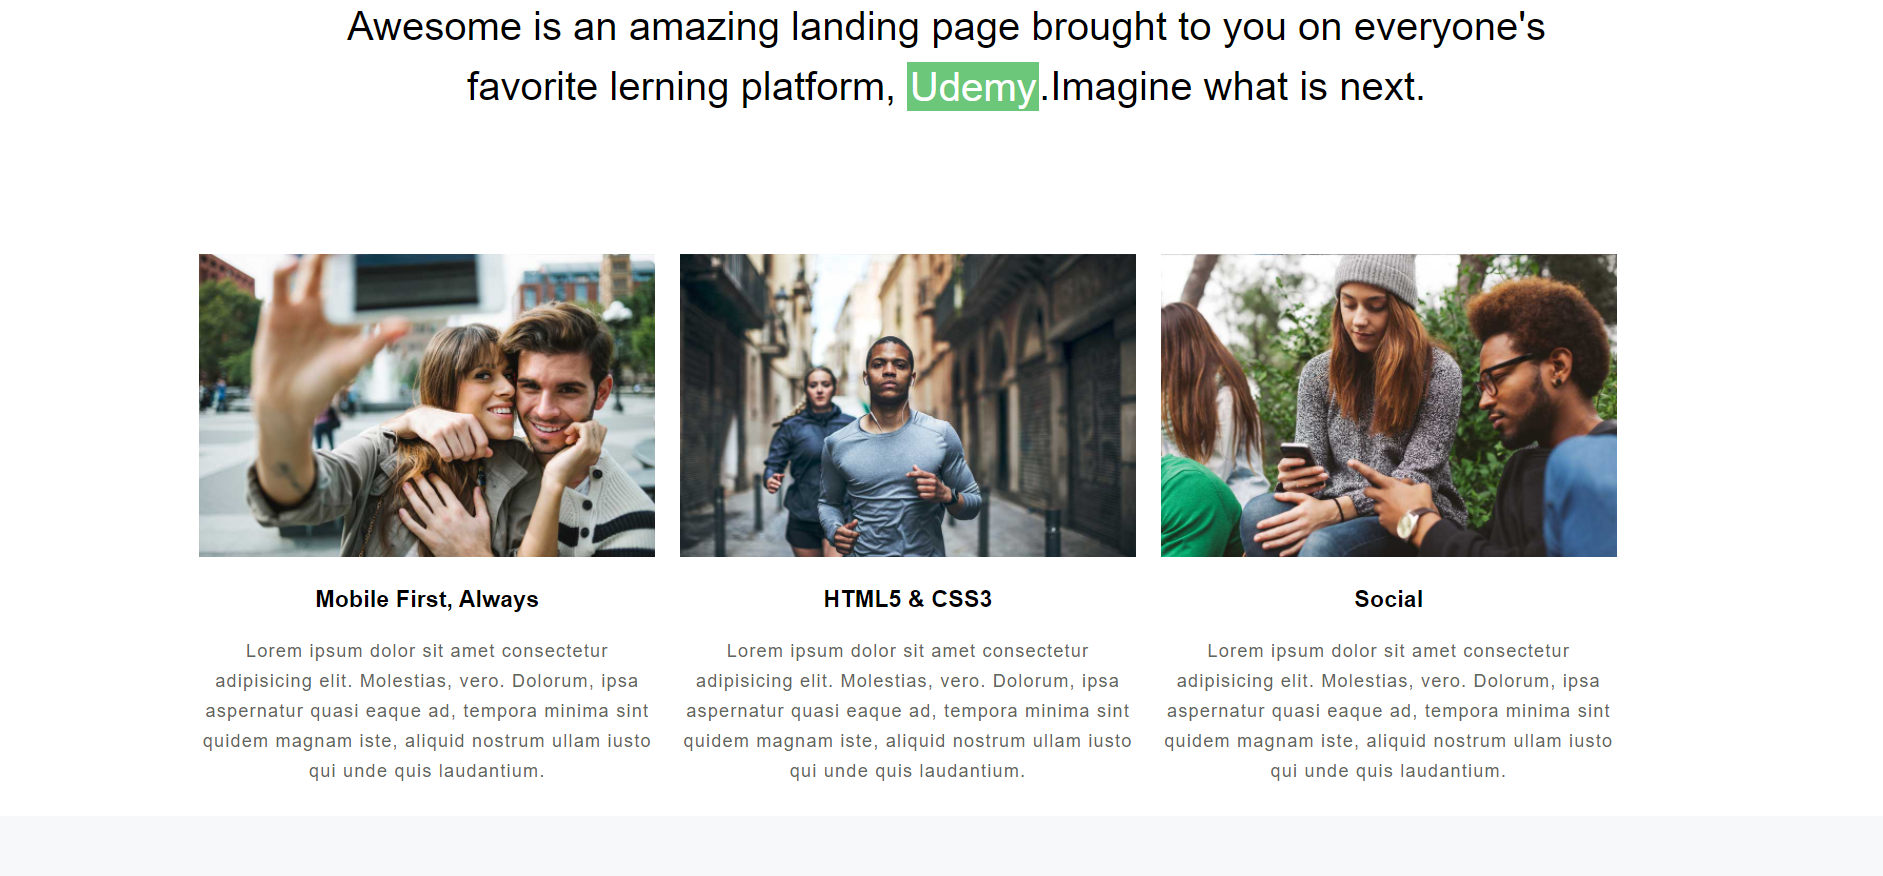 Awesome is an amazing landing page brought to you on everyone's
favorite lerning platform, Udemy.Imagine what is next.
Mobile First, Always
Lorem ipsum dolor sit amet consectetur
adipisicing elit. Molestias, vero. Dolorum, ipsa
aspernatur quasi eaque ad, tempora minima sint
quidem magnam iste, aliquid nostrum ullam iusto
qui unde quis laudantium.
HTML5 & CSS3
Lorem ipsum dolor sit amet consectetur
adipisicing elit. Molestias, vero. Dolorum, ipsa
aspernatur quasi eaque ad, tempora minima sint
quidem magnam iste, aliquid nostrum ullam iusto
qui unde quis laudantium.
Social
Lorem ipsum dolor sit amet consectetur
adipisicing elit. Molestias, vero. Dolorum, ipsa
aspernatur quasi eaque ad, tempora minima sint
quidem magnam iste, aliquid nostrum ullam iusto
qui unde quis laudantium.